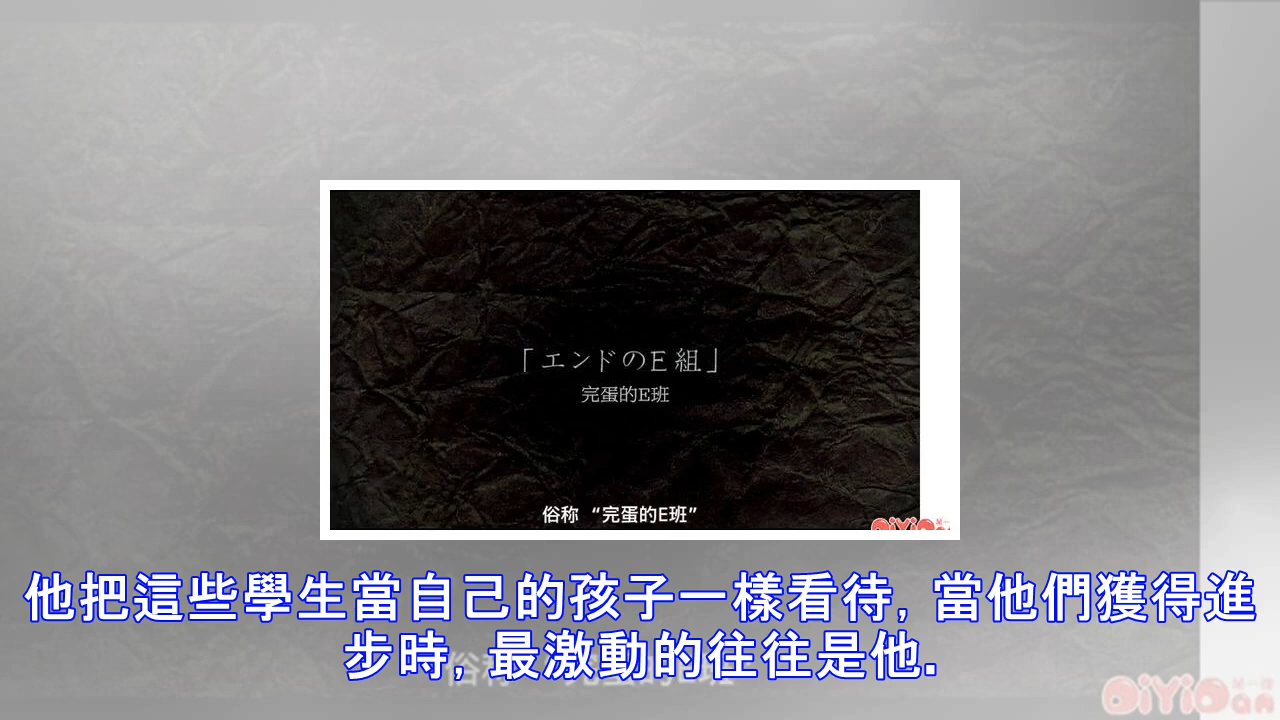 「エンドのE組」
完蛋的E班
俗称 “完蛋的E班”
他把這些學生當自己的孩子一樣看待, 當他們獲得進
步時, 最激動的往往是他.
QiYiQan